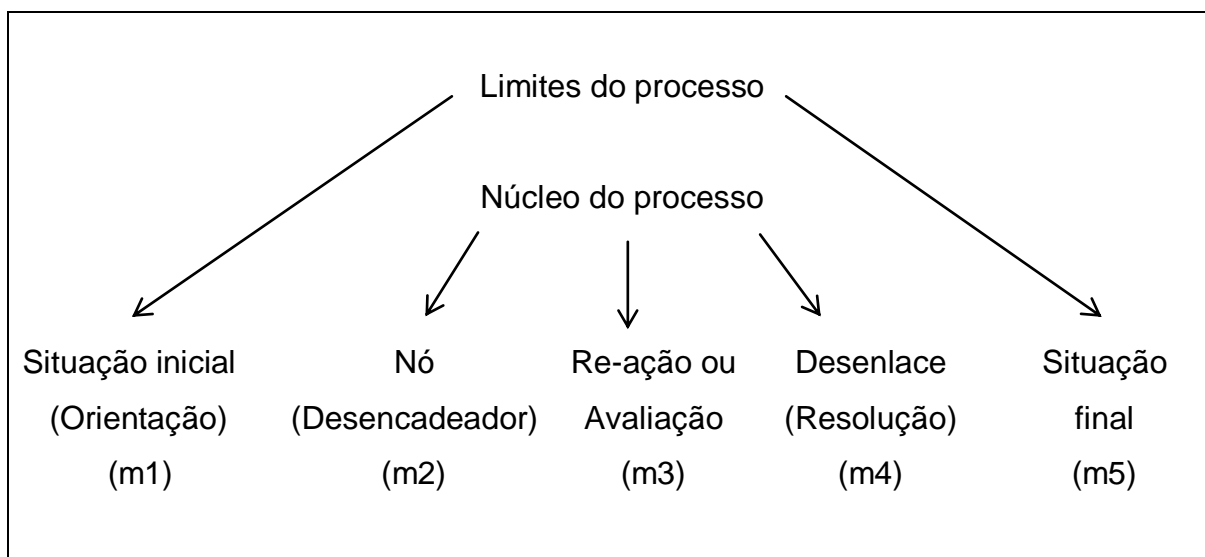 Limites do processo
Núcleo do processo
Situação inicial Nó Re-ação ou Desenlace Situação
(Orientação) (Desencadeador) Avaliação (Resolução) final
(m1) (m2) (m3) (m4) (m5)